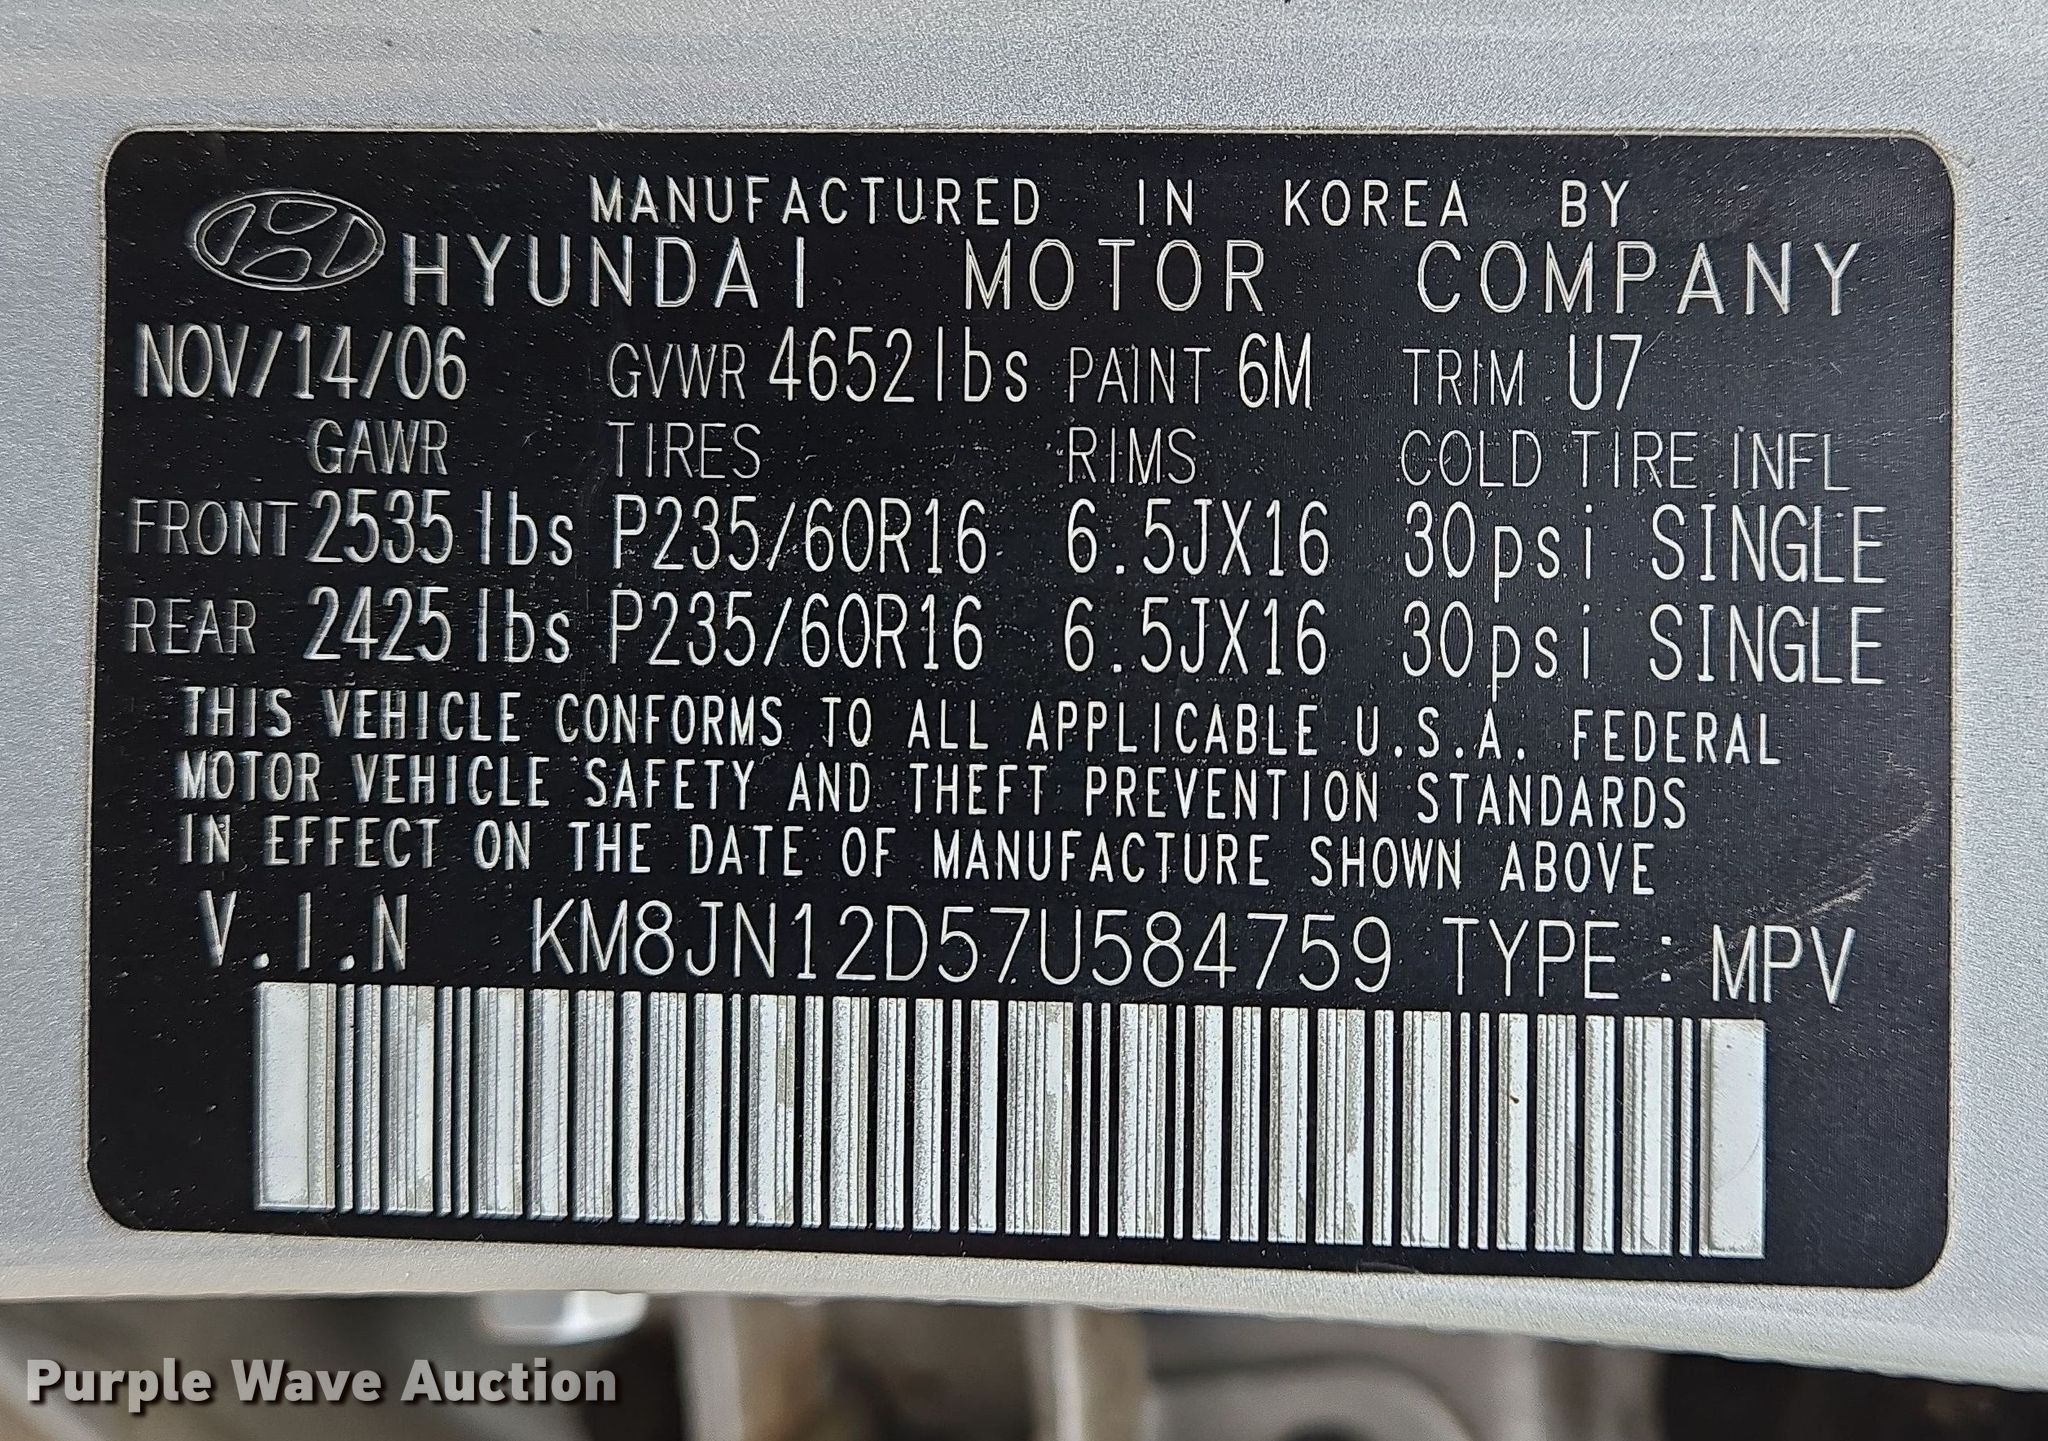 MANUFACTURED IN KOREA BY
HYUNDAI MOTOR COMPANY
NOV/14/06 GVWR 4652lbs PAINT 6M TRIM U7
GAWR TIRES RIMS COLD TIRE INFL
FRONT 2535lbs P235/60R16 6.5JX16 30psi SINGLE
REAR 2425lbs P235/60R16 6.5JX16 30psi SINGLE
THIS VEHICLE CONFORMS TO ALL APPLICABLE U.S.A. FEDERAL
MOTOR VEHICLE SAFETY AND THEFT PREVENTION STANDARDS
IN EFFECT ON THE DATE OF MANUFACTURE SHOWN ABOVE
V.I.N KM8JN12D57U584759 TYPE : MPV
Purple Wave Auction